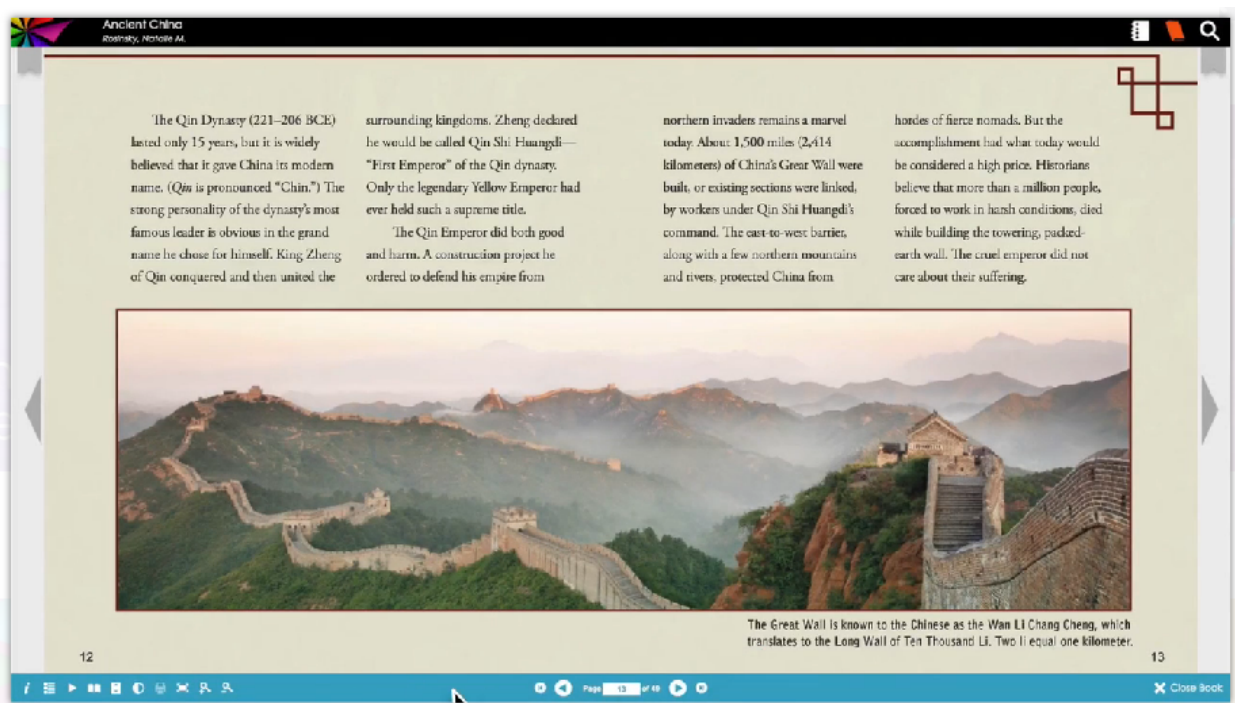 Ancient China
Rosinsky, Natalie M.
The Qin Dynasty (221–206 BCE)
lasted only 15 years, but it is widely
believed that it gave China its modern
name. (Qin is pronounced “Chin.”) The
strong personality of the dynasty’s most
famous leader is obvious in the grand
name he chose for himself. King Zheng
of Qin conquered and then united the
surrounding kingdoms. Zheng declared
he would be called Qin Shi Huangdi—
“First Emperor” of the Qin dynasty.
Only the legendary Yellow Emperor had
ever held such a supreme title.
The Qin Emperor did both good
and harm. A construction project he
ordered to defend his empire from
northern invaders remains a marvel
today. About 1,500 miles (2,414
kilometers) of China’s Great Wall were
built, or existing sections were linked,
by workers under Qin Shi Huangdi’s
command. The east-to-west barrier,
along with a few northern mountains
and rivers, protected China from
hordes of fierce nomads. But the
accomplishment had what today would
be considered a high price. Historians
believe that more than a million people,
forced to work in harsh conditions, died
while building the towering, packed-
earth wall. The cruel emperor did not
care about their suffering.
The Great Wall is known to the Chinese as the Wan Li Chang Cheng, which
translates to the Long Wall of Ten Thousand Li. Two li equal one kilometer.
12
13
Page 13 of 49
Close Book